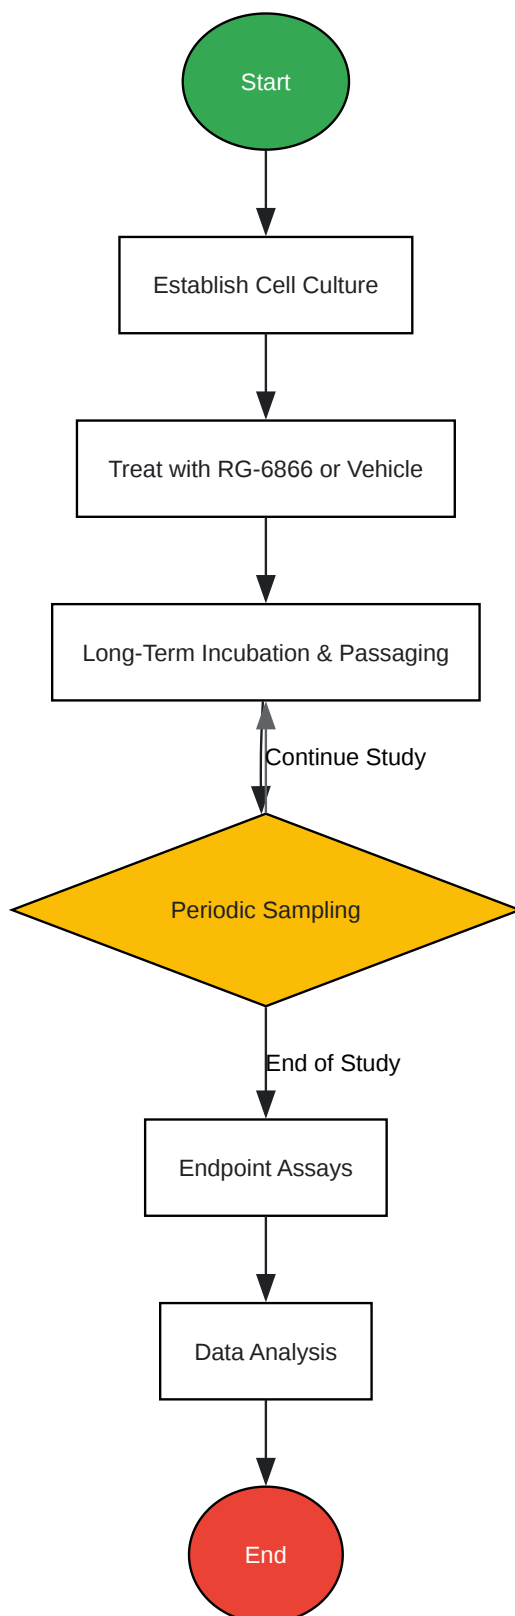 Start
Establish Cell Culture
Treat with RG-6866 or Vehicle
Long-Term Incubation & Passaging
Continue Study
Periodic Sampling
End of Study
Endpoint Assays
Data Analysis
End